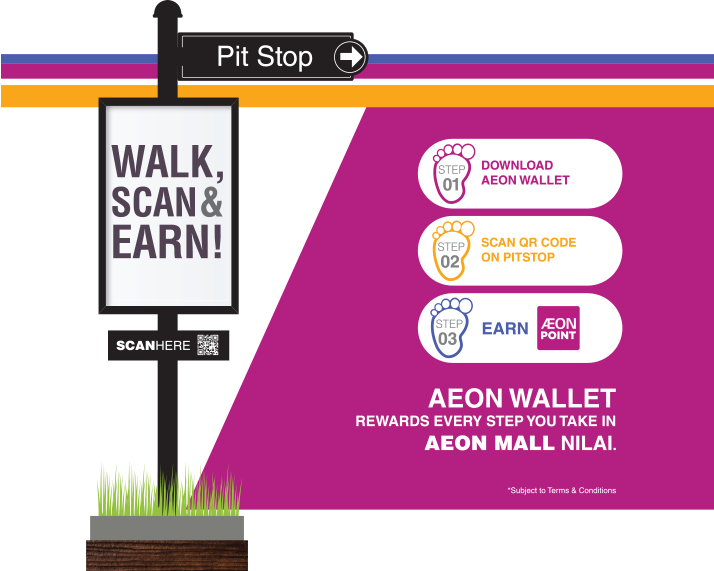 Pit Stop
WALK,
SCAN &
EARN!
SCANHERE
STEP
01
DOWNLOAD
AEON WALLET
STEP
02
SCAN QR CODE
ON PITSTOP
STEP
03
EARN
ÆON
POINT
AEON WALLET
REWARDS EVERY STEP YOU TAKE IN
AEON MALL NILAI.
*Subject to Terms & Conditions